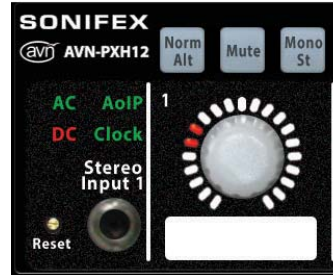 SONIFEX
avn AVN-PXH12
Norm
Alt
Mute
Mono
St
AC AoIP
DC Clock
Stereo
Input 1
Reset
1